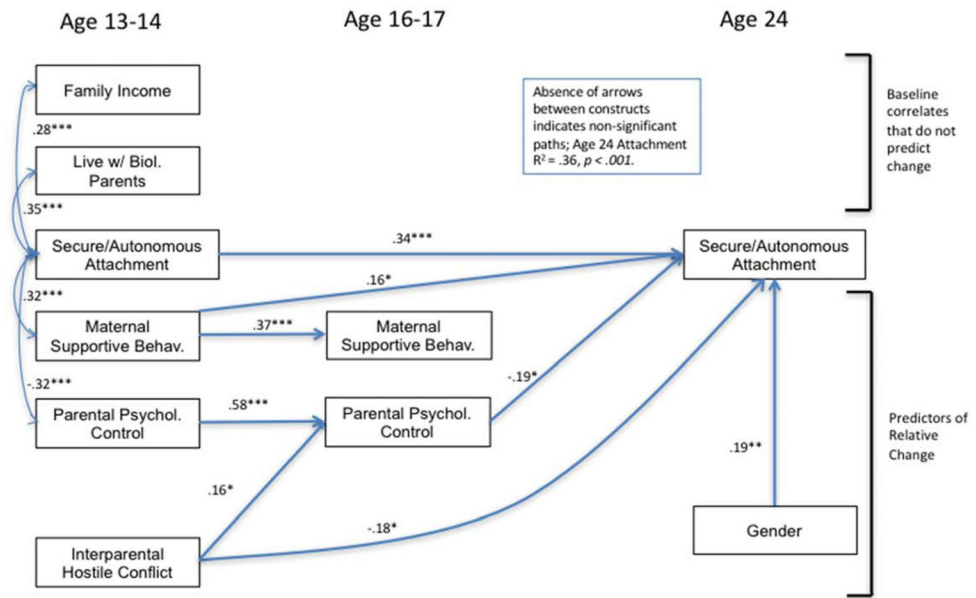 Age 13-14
Age 16-17
Age 24
Family Income
.28***
Live w/ Biol.
Parents
.35***
Secure/Autonomous
Attachment
.34***
.32***
.16*
Maternal
Supportive Behav.
.37***
Maternal
Supportive Behav.
-.32***
Parental Psychol.
Control
.58***
Parental Psychol.
Control
-.19*
.16*
-.18*
Interparental
Hostile Conflict
Absence of arrows
between constructs
indicates non-significant
paths; Age 24 Attachment
R² = .36, p < .001.
Secure/Autonomous
Attachment
.19**
Gender
Baseline
correlates
that do not
predict
change
Predictors of
Relative
Change